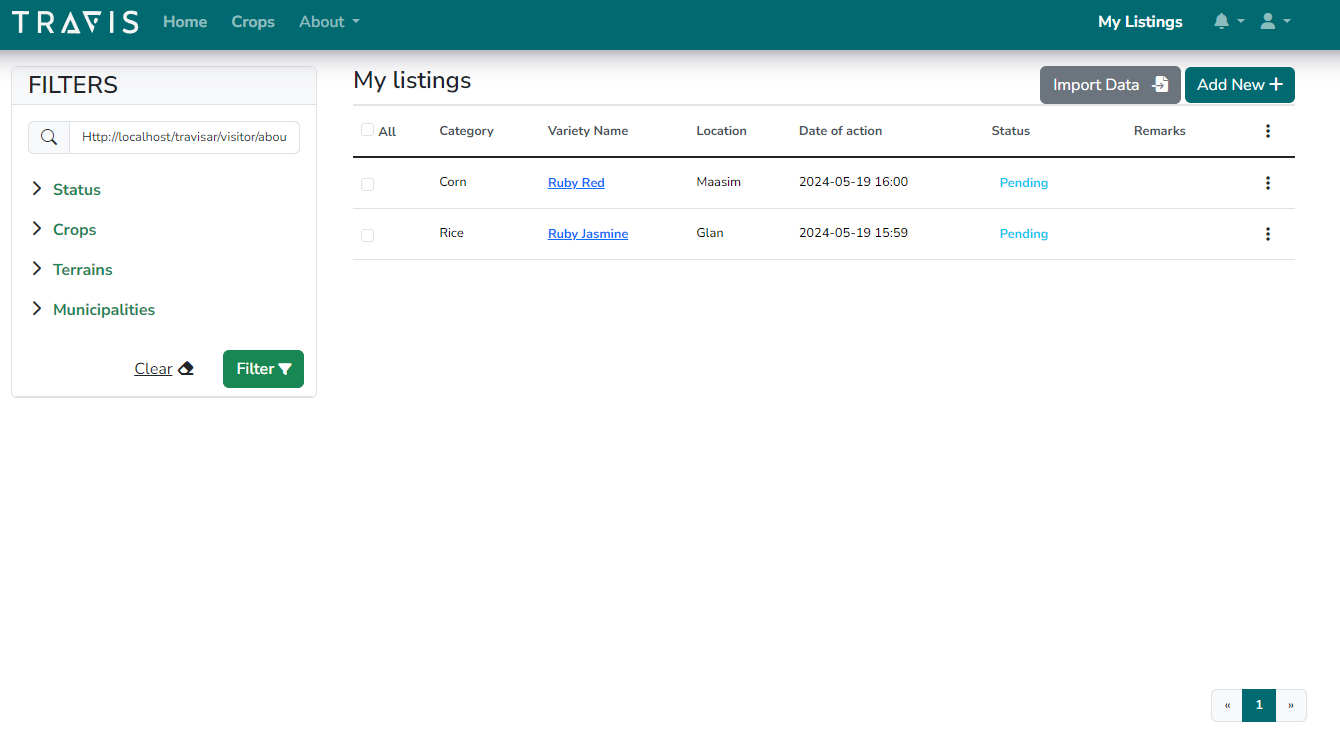 TRAVIS Home Crops About My Listings
FILTERS
Http://localhost/travisar/visitor/abou
Status
Crops
Terrains
Municipalities
Clear Filter
My listings Import Data Add New
All Category Variety Name Location Date of action Status Remarks
Corn Ruby Red Maasim 2024-05-19 16:00 Pending
Rice Ruby Jasmine Glan 2024-05-19 15:59 Pending
« 1 »